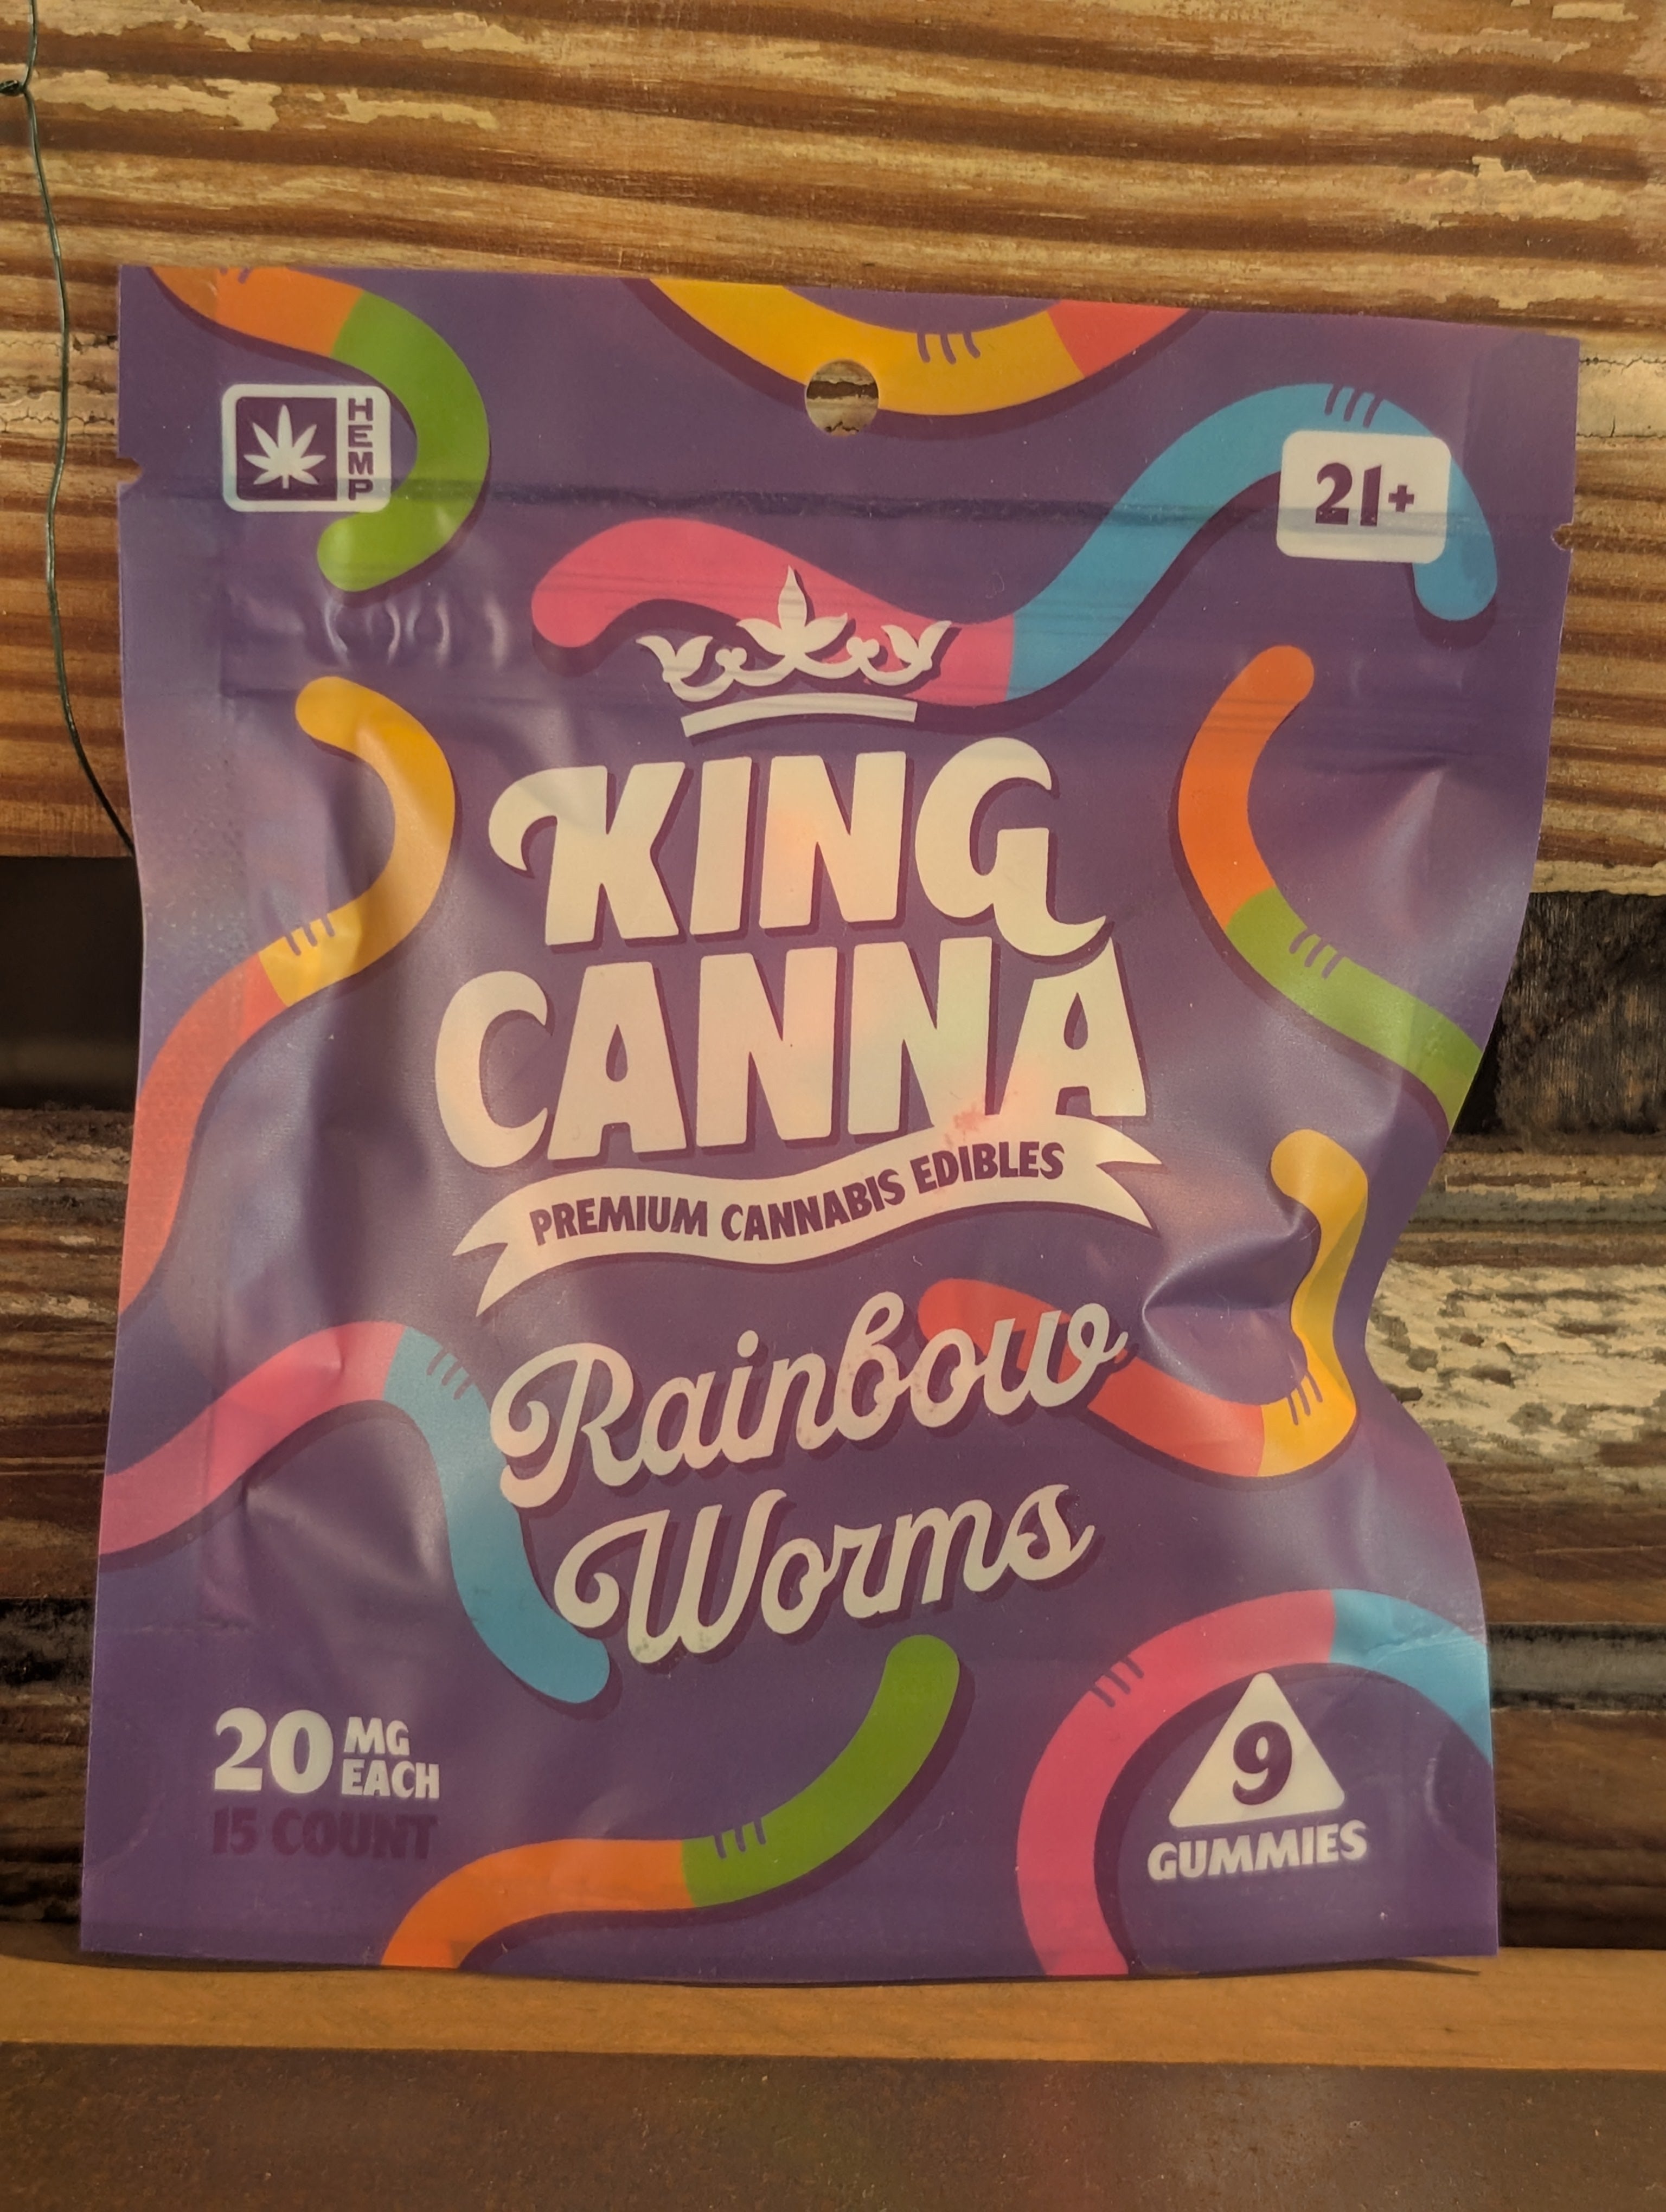 HEMP
21+
KING
CANNA
PREMIUM CANNABIS EDIBLES
Rainbow
Worms
20 MG
EACH
15 COUNT
9
GUMMIES